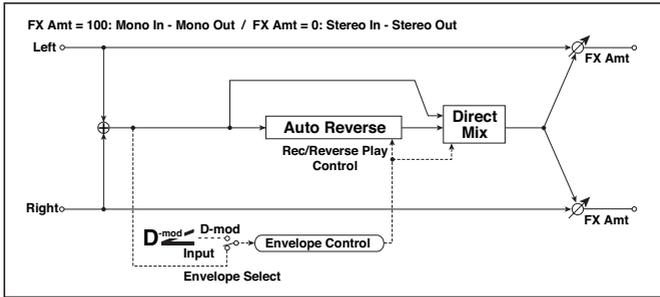 FX Amt = 100: Mono In - Mono Out / FX Amt = 0: Stereo In - Stereo Out
Left
FX Amt
Auto Reverse
Direct
Mix
Rec/Reverse Play
Control
Right
FX Amt
D-mod
D-mod
Input
Envelope Control
Envelope Select